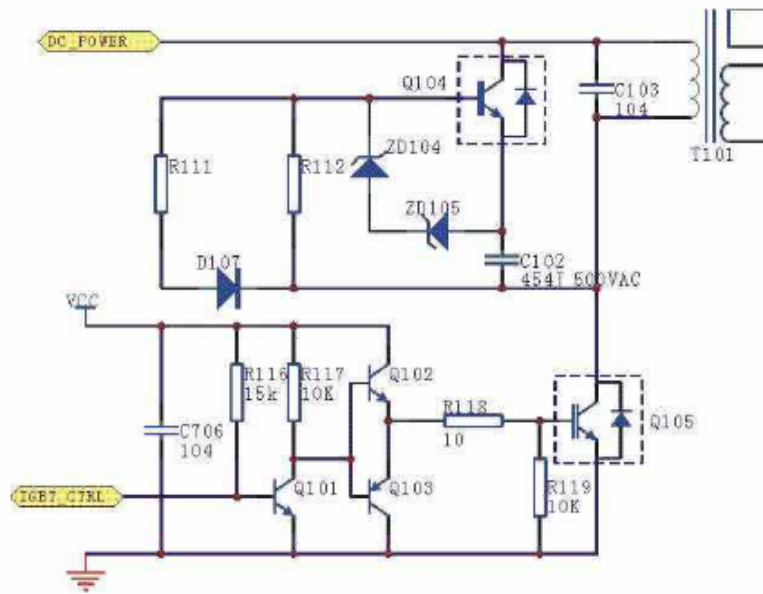 DC_POWER
Q104
C103
104
T101
R111
R112
ZD104
ZD105
D107
C102
454J 500VAC
VCC
R116
15k
R117
10K
Q102
C706
104
R118
10
Q105
IGBT_CTRL
Q101
Q103
R119
10K